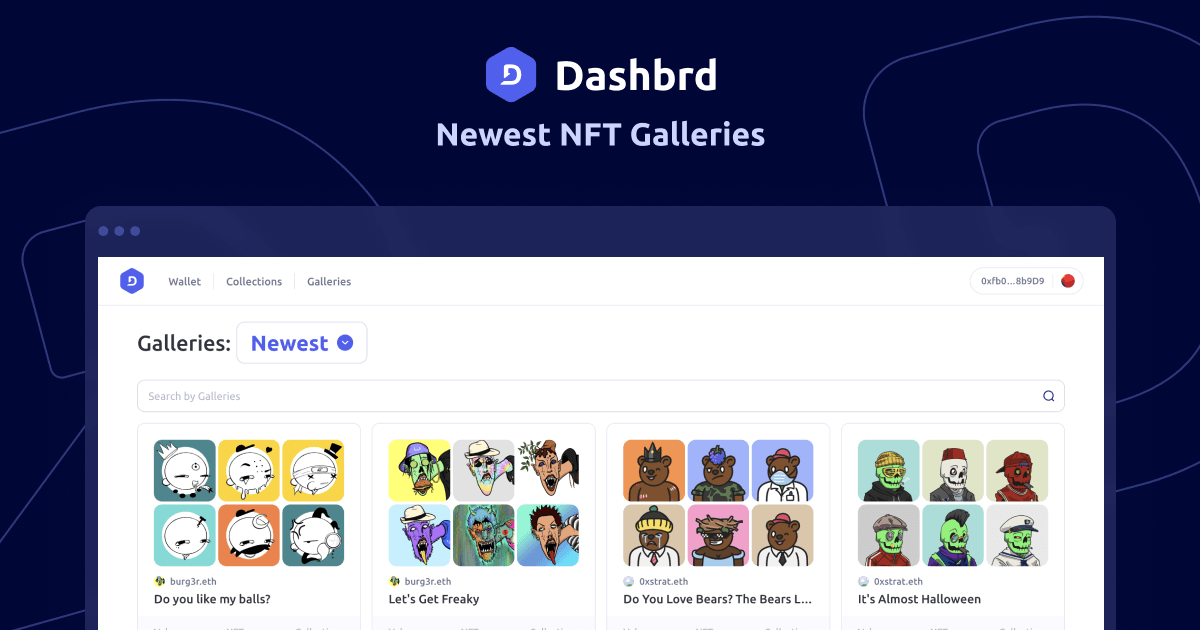 Dashbrd
Newest NFT Galleries
Wallet
Collections
Galleries
0xfb0...8b9D9
Galleries:
Newest
Search by Galleries
burg3r.eth
Do you like my balls?
burg3r.eth
Let's Get Freaky
0xstrat.eth
Do You Love Bears? The Bears L...
0xstrat.eth
It's Almost Halloween